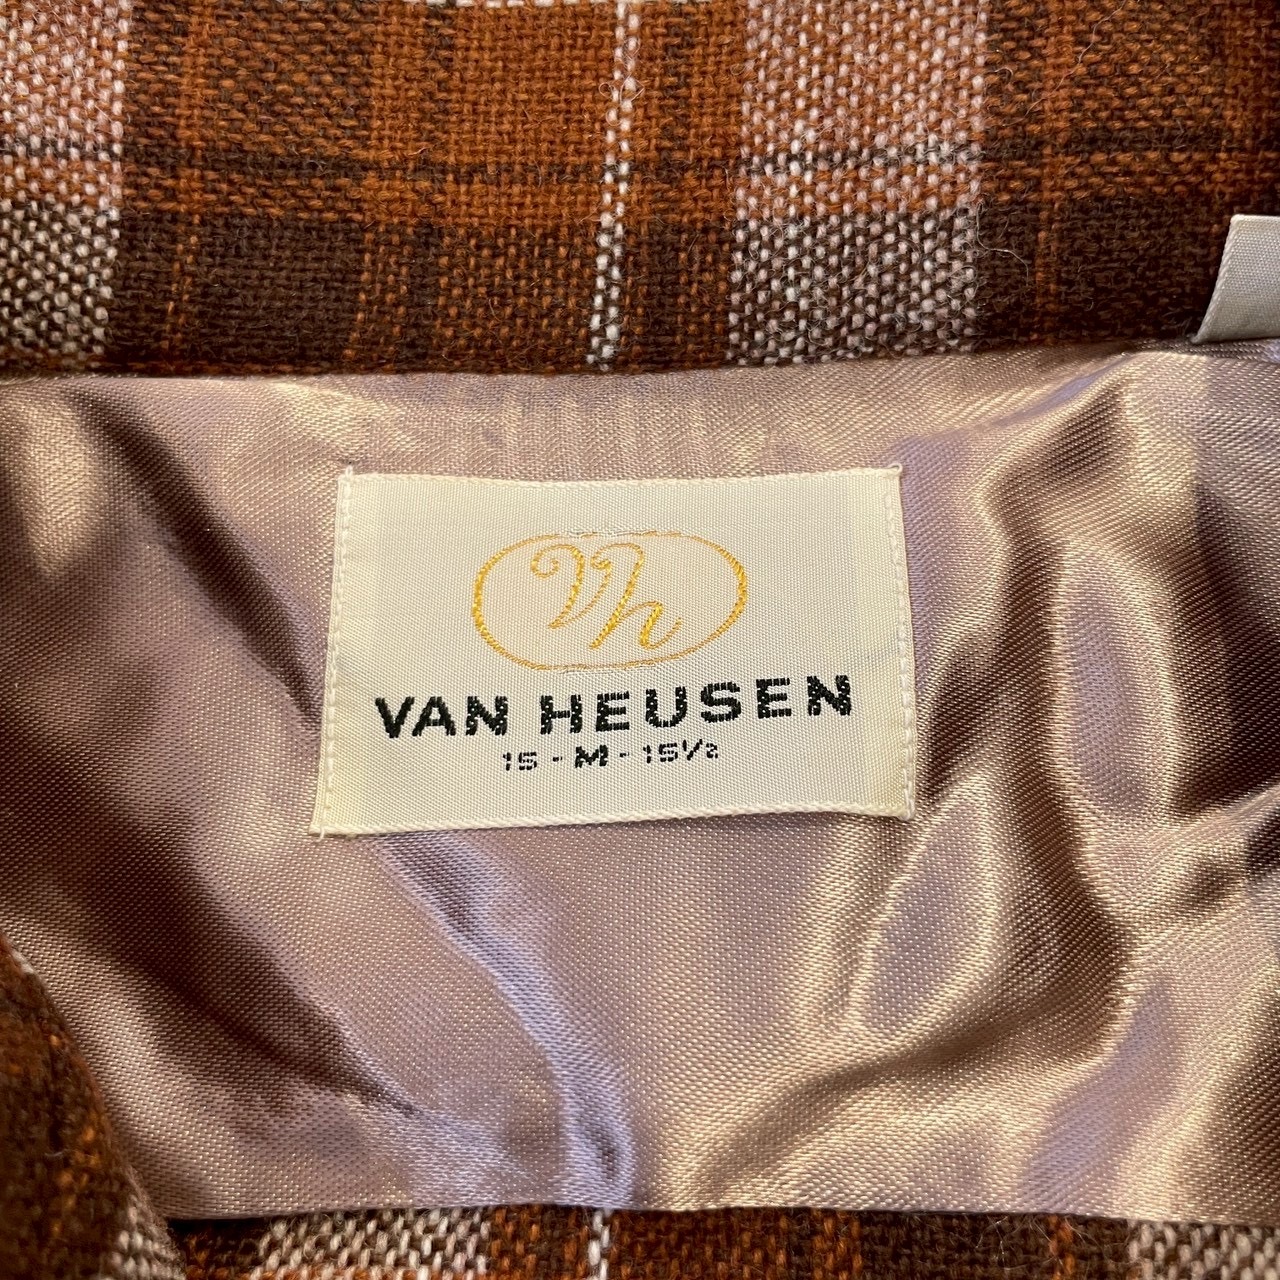 Vh
VAN HEUSEN
15 - M - 15½